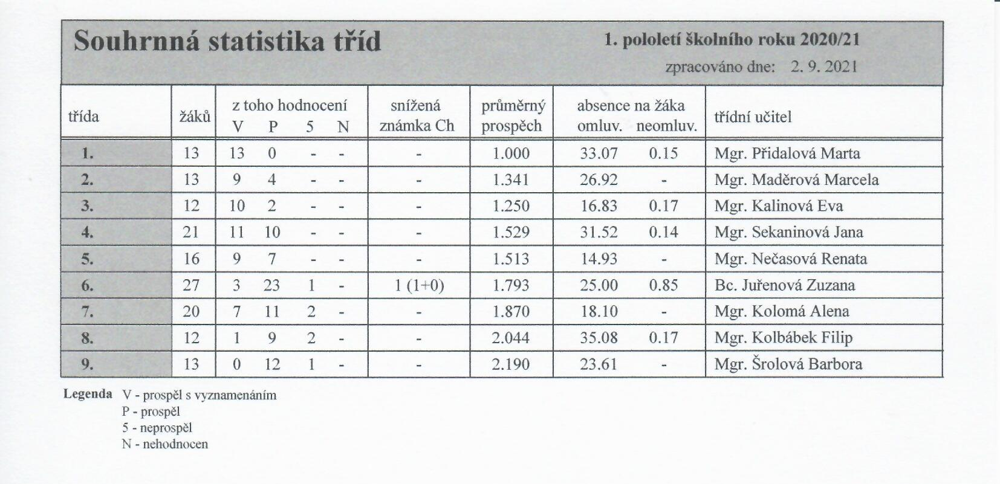 Souhrnná statistika tříd
1. pololetí školního roku 2020/21
zpracováno dne: 2. 9. 2021
třída žáků z toho hodnocení V P 5 N snížená známka Ch průměrný prospěch absence na žáka omluv. neomluv. třídní učitel
1. 13 13 0 - - - 1.000 33.07 0.15 Mgr. Přidalová Marta
2. 13 9 4 - - - 1.341 26.92 - Mgr. Maděrová Marcela
3. 12 10 2 - - - 1.250 16.83 0.17 Mgr. Kalinová Eva
4. 21 11 10 - - - 1.529 31.52 0.14 Mgr. Sekaninová Jana
5. 16 9 7 - - - 1.513 14.93 - Mgr. Nečasová Renata
6. 27 3 23 1 - 1 (1+0) 1.793 25.00 0.85 Bc. Juřenová Zuzana
7. 20 7 11 2 - - 1.870 18.10 - Mgr. Kolomá Alena
8. 12 1 9 2 - - 2.044 35.08 0.17 Mgr. Kolbábek Filip
9. 13 0 12 1 - - 2.190 23.61 - Mgr. Šrolová Barbora
Legenda V - prospěl s vyznamenáním
P - prospěl
5 - neprospěl
N - nehodnocen